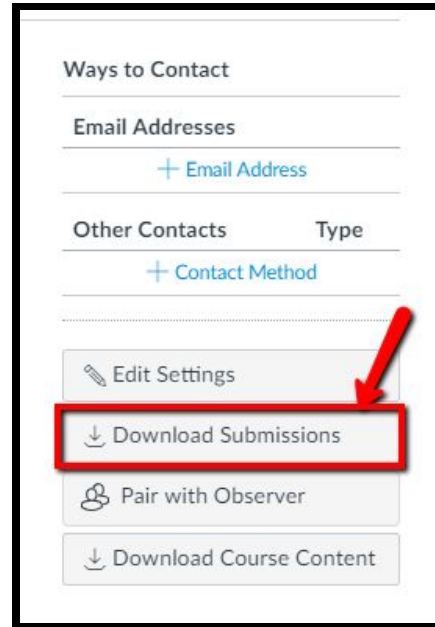 Ways to Contact
Email Addresses
+ Email Address
Other Contacts Type
+ Contact Method
Edit Settings
Download Submissions
Pair with Observer
Download Course Content